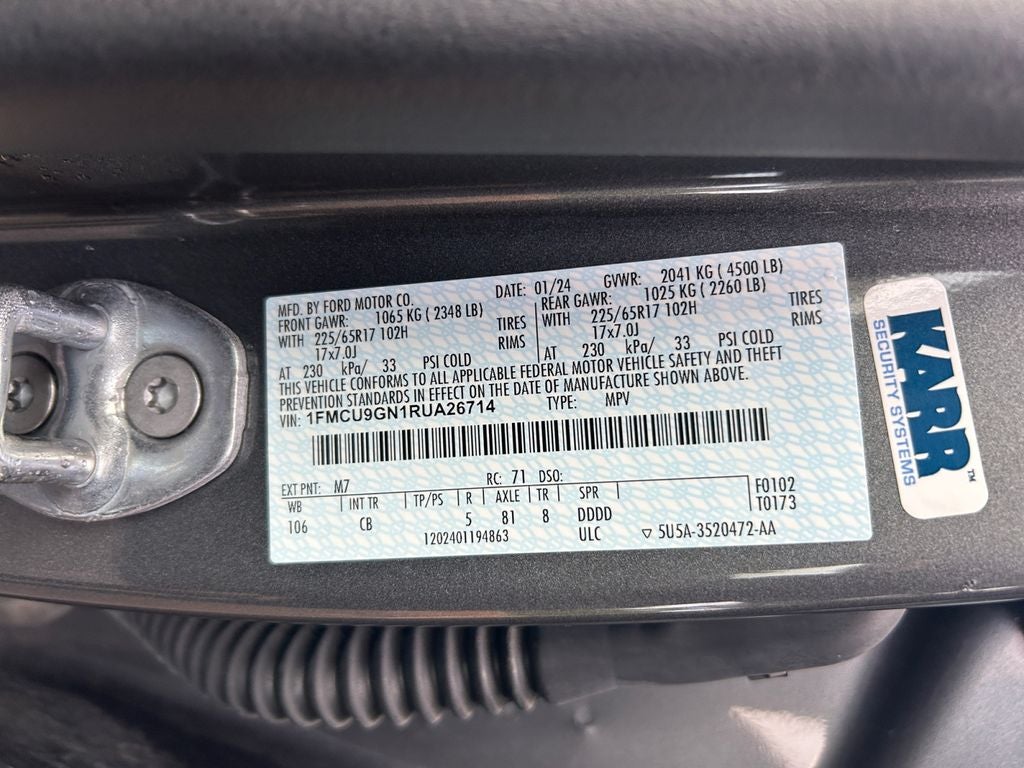 MFD. BY FORD MOTOR CO. DATE: 01/24 GVWR: 2041 KG ( 4500 LB)
FRONT GAWR: 1065 KG ( 2348 LB) REAR GAWR: 1025 KG ( 2260 LB)
WITH 225/65R17 102H TIRES WITH 225/65R17 102H TIRES
17x7.0J RIMS 17x7.0J RIMS
AT 230 kPa/ 33 PSI COLD AT 230 kPa/ 33 PSI COLD
THIS VEHICLE CONFORMS TO ALL APPLICABLE FEDERAL MOTOR VEHICLE SAFETY AND THEFT
PREVENTION STANDARDS IN EFFECT ON THE DATE OF MANUFACTURE SHOWN ABOVE.
VIN: 1FMCU9GN1RUA26714 TYPE: MPV
EXT PNT: M7 RC: 71 DSO: F0102
WB INT TR TP/PS R AXLE TR SPR T0173
106 CB 5 81 8 DDDD
1202401194863 ULC ▽ 5U5A-3520472-AA
KARR™
SECURITY SYSTEMS